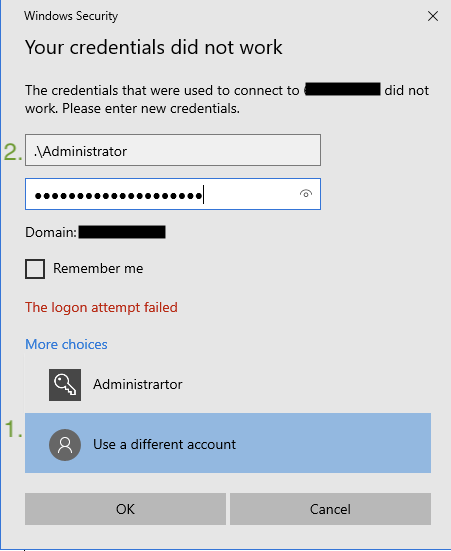 Windows Security
Your credentials did not work
The credentials that were used to connect to did not
work. Please enter new credentials.
2. .\Administrator
●●●●●●●●●●●●●●●●●●●●
Domain:
Remember me
The logon attempt failed
More choices
Administrartor
1. Use a different account
OK Cancel